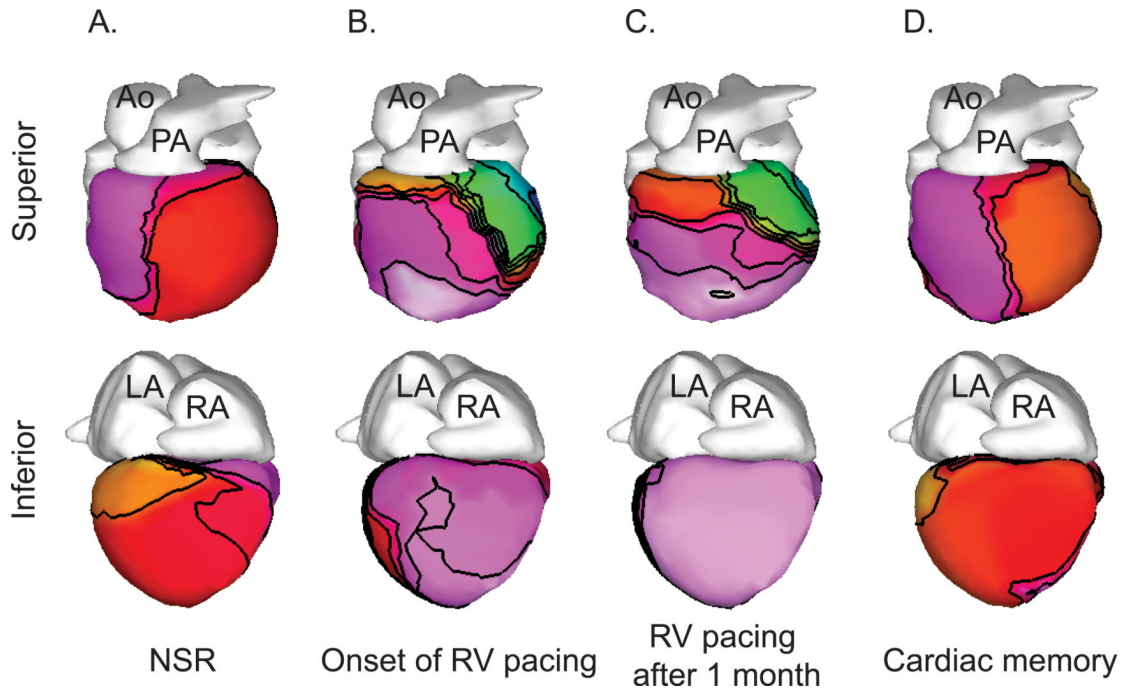 A.
B.
C.
D.
Superior
Ao
PA
Ao
PA
PA
Ao
PA
Inferior
LA
RA
LA
RA
LA
RA
LA
RA
NSR
Onset of RV pacing
RV pacing
after 1 month
Cardiac memory